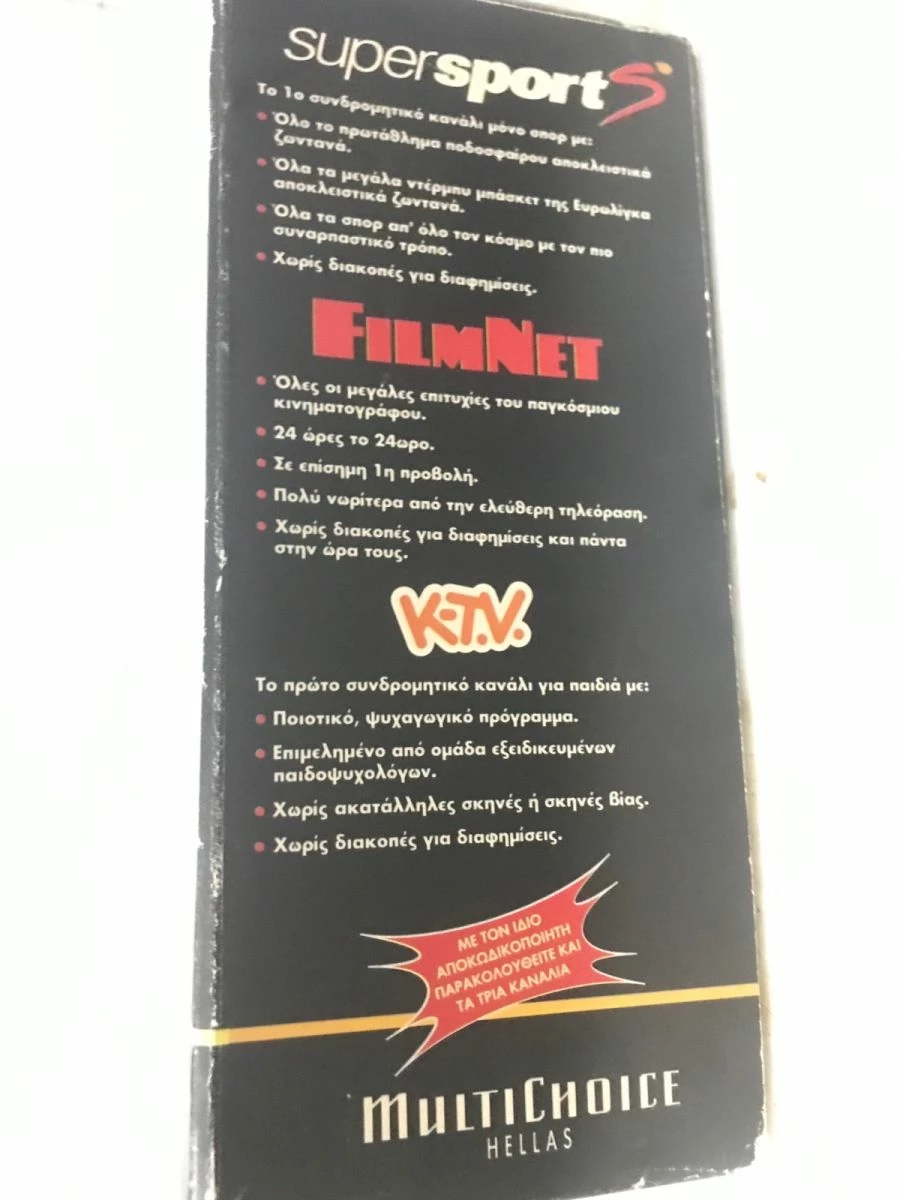 supersport S
Το 1ο συνδρομητικό κανάλι μόνο σπορ με:
• Όλο το πρωτάθλημα ποδοσφαίρου αποκλειστικά
ζωντανά.
• Όλα τα μεγάλα ντέρμπυ μπάσκετ της Ευρωλίγκα
αποκλειστικά ζωντανά.
• Όλα τα σπορ απ' όλο τον κόσμο με τον πιο
συναρπαστικό τρόπο.
• Χωρίς διακοπές για διαφημίσεις.
FILMNET
• Όλες οι μεγάλες επιτυχίες του παγκόσμιου
κινηματογράφου.
• 24 ώρες το 24ωρο.
• Σε επίσημη 1η προβολή.
• Πολύ νωρίτερα από την ελεύθερη τηλεόραση.
• Χωρίς διακοπές για διαφημίσεις και πάντα
στην ώρα τους.
K-T.V.
Το πρώτο συνδρομητικό κανάλι για παιδιά με:
• Ποιοτικό, ψυχαγωγικό πρόγραμμα.
• Επιμελημένο από ομάδα εξειδικευμένων
παιδοψυχολόγων.
• Χωρίς ακατάλληλες σκηνές ή σκηνές βίας.
• Χωρίς διακοπές για διαφημίσεις.
ΜΕ ΤΟΝ ΙΔΙΟ
ΑΠΟΚΩΔΙΚΟΠΟΙΗΤΗ
ΠΑΡΑΚΟΛΟΥΘΕΙΤΕ ΚΑΙ
ΤΑ ΤΡΙΑ ΚΑΝΑΛΙΑ
MULTICHOICE
HELLAS